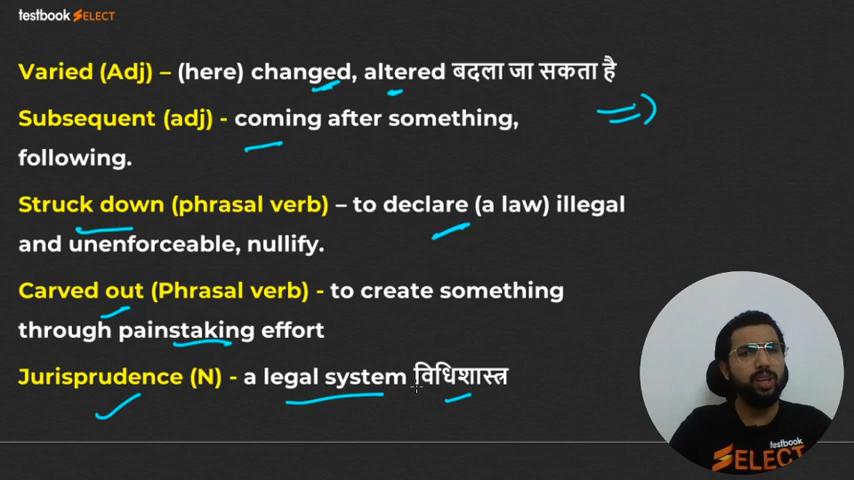 testbook SELECT
Varied (Adj) – (here) changed, altered बदला जा सकता है
Subsequent (adj) - coming after something,
following.
Struck down (phrasal verb) – to declare (a law) illegal
and unenforceable, nullify.
Carved out (Phrasal verb) - to create something
through painstaking effort
Jurisprudence (N) - a legal system विधिशास्त्र
testbook
SELECT